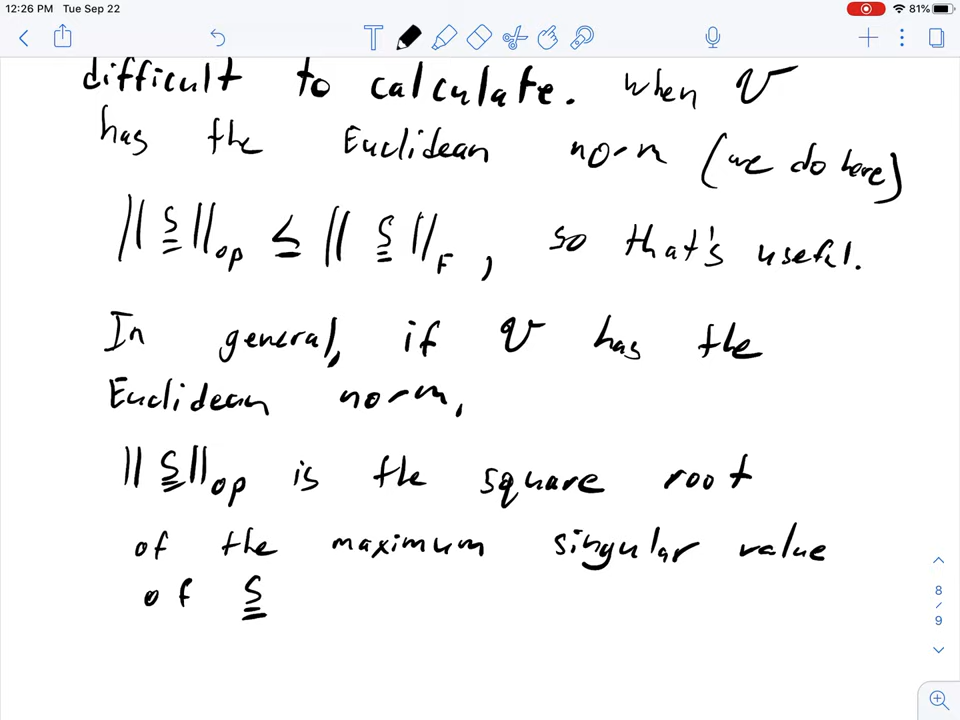 12:26 PM Tue Sep 22 81%
T
difficult to calculate. When V
has the Euclidean norm (we do here)
||S||op ≤ ||S||F, so that's useful.
In general, if V has the
Euclidean norm,
||S||op is the square root
of the maximum singular value
of S
8
/
9